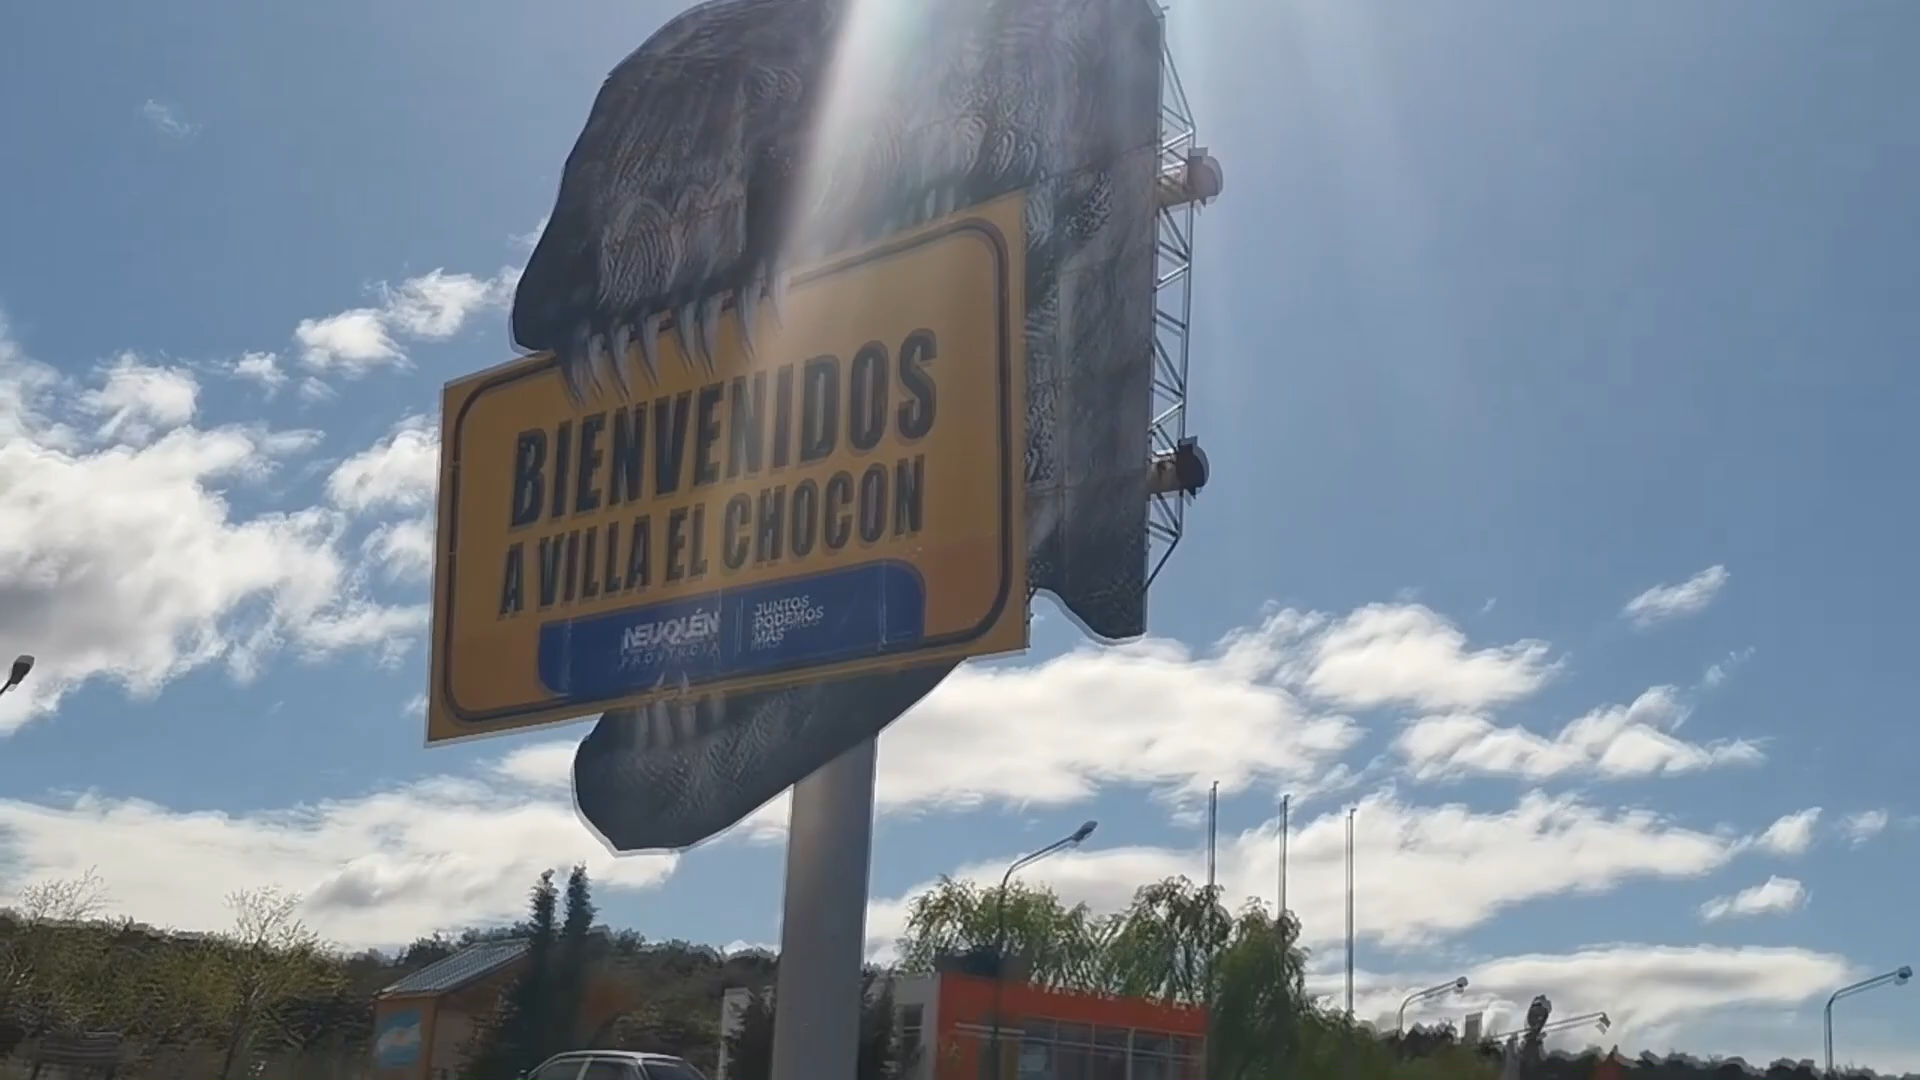 BIENVENIDOS
A VILLA EL CHOCON
NEUQUÉN
PROVINCIA
JUNTOS
PODEMOS
MÁS